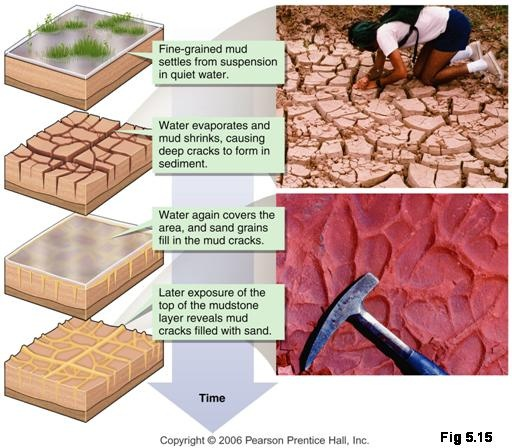 Fine-grained mud
settles from suspension
in quiet water.
Water evaporates and
mud shrinks, causing
deep cracks to form in
sediment.
Water again covers the
area, and sand grains
fill in the mud cracks.
Later exposure of the
top of the mudstone
layer reveals mud
cracks filled with sand.
Time
Copyright © 2006 Pearson Prentice Hall, Inc.
Fig 5.15